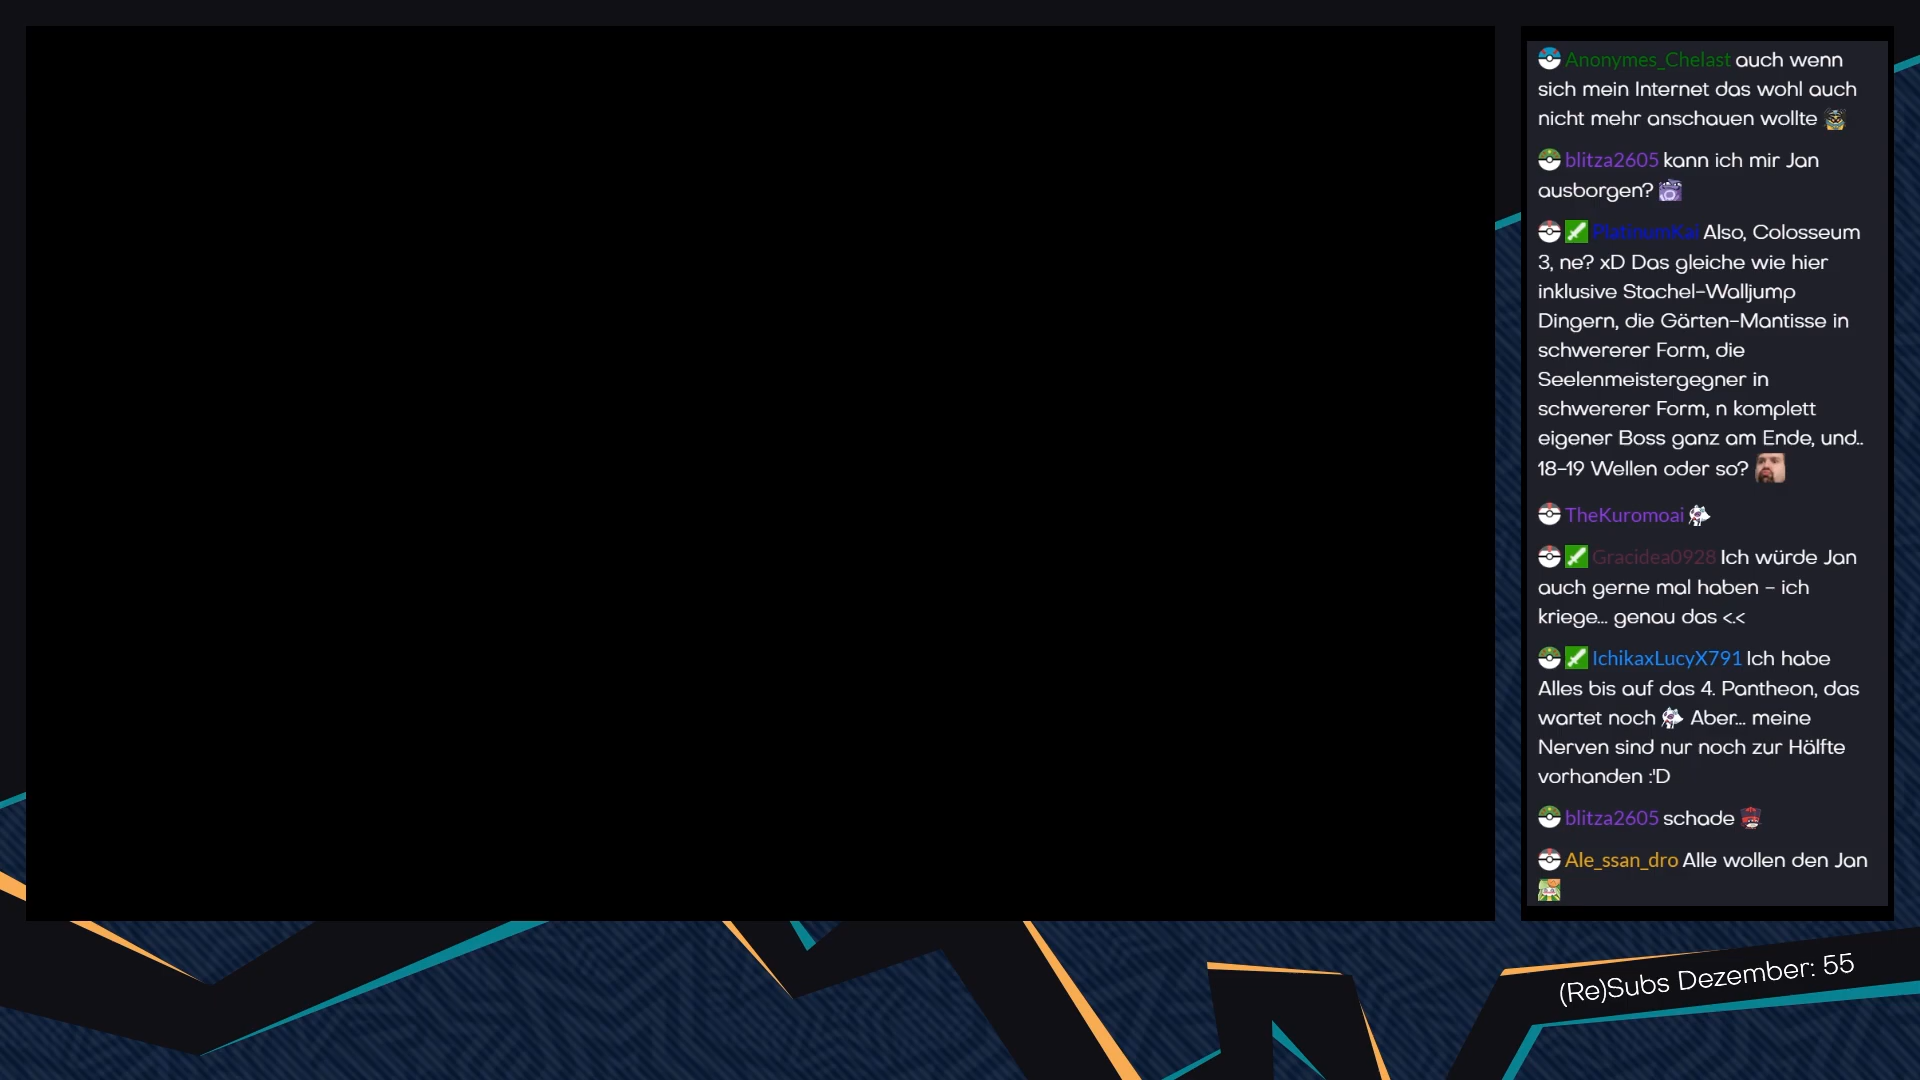 Anonymes_Chelast auch wenn
sich mein Internet das wohl auch
nicht mehr anschauen wollte
blitza2605 kann ich mir Jan
ausborgen?
PlatinumKai Also, Colosseum
3, ne? xD Das gleiche wie hier
inklusive Stachel-Walljump
Dingern, die Gärten-Mantisse in
schwererer Form, die
Seelenmeistergegner in
schwererer Form, n komplett
eigener Boss ganz am Ende, und..
18-19 Wellen oder so?
TheKuromoai
Gracidea0928 Ich würde Jan
auch gerne mal haben - ich
kriege... genau das <.<
IchikaxLucyX791 Ich habe
Alles bis auf das 4. Pantheon, das
wartet noch Aber... meine
Nerven sind nur noch zur Hälfte
vorhanden :'D
blitza2605 schade
Ale_ssan_dro Alle wollen den Jan
(Re)Subs Dezember: 55